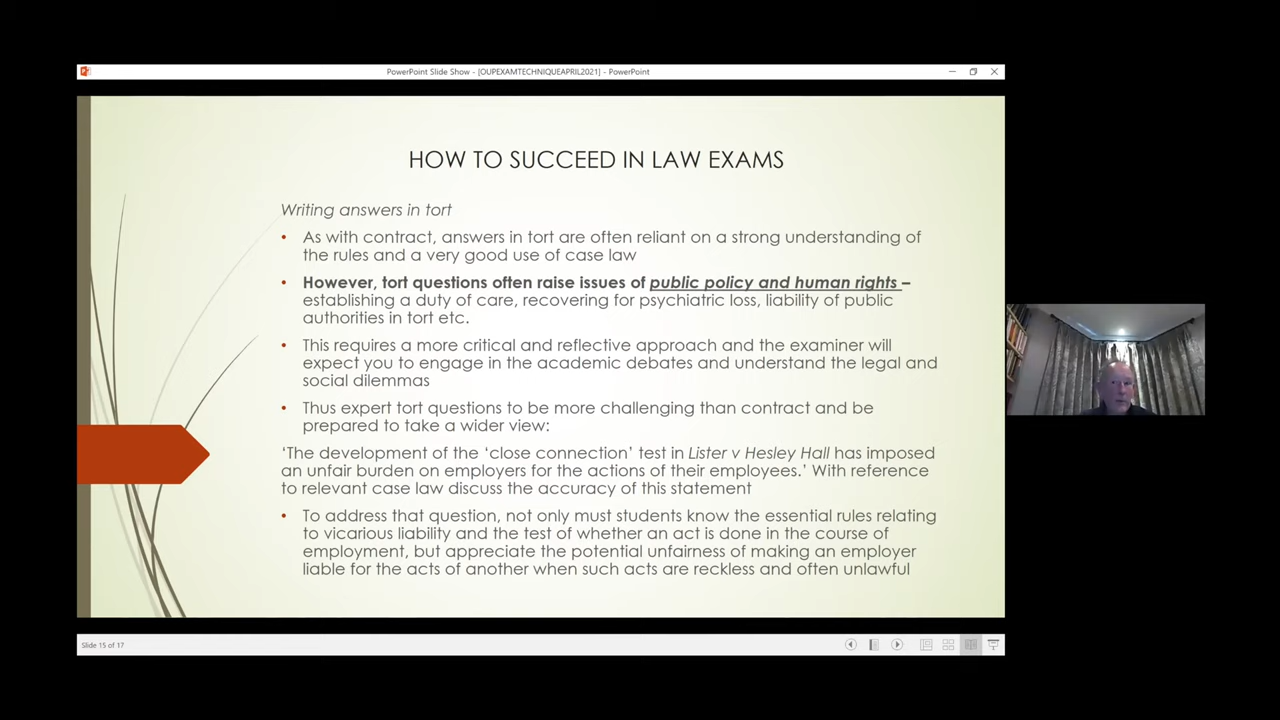 PowerPoint Slide Show - [OUPEXAMTECHNIQUEAPRIL2021] - PowerPoint
HOW TO SUCCEED IN LAW EXAMS
Writing answers in tort
• As with contract, answers in tort are often reliant on a strong understanding of
the rules and a very good use of case law
• However, tort questions often raise issues of public policy and human rights –
establishing a duty of care, recovering for psychiatric loss, liability of public
authorities in tort etc.
• This requires a more critical and reflective approach and the examiner will
expect you to engage in the academic debates and understand the legal and
social dilemmas
• Thus expert tort questions to be more challenging than contract and be
prepared to take a wider view:
‘The development of the ‘close connection’ test in Lister v Hesley Hall has imposed
an unfair burden on employers for the actions of their employees.’ With reference
to relevant case law discuss the accuracy of this statement
• To address that question, not only must students know the essential rules relating
to vicarious liability and the test of whether an act is done in the course of
employment, but appreciate the potential unfairness of making an employer
liable for the acts of another when such acts are reckless and often unlawful
Slide 15 of 17